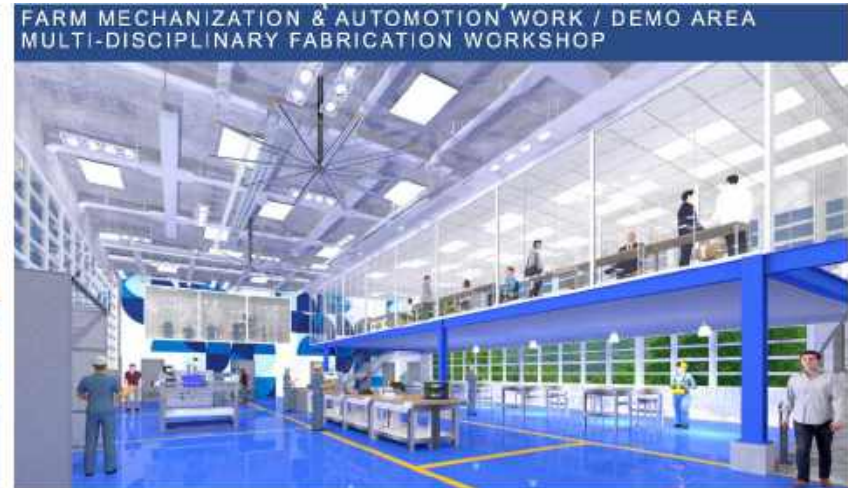 FARM MECHANIZATION & AUTOMOTION WORK / DEMO AREA
MULTI-DISCIPLINARY FABRICATION WORKSHOP